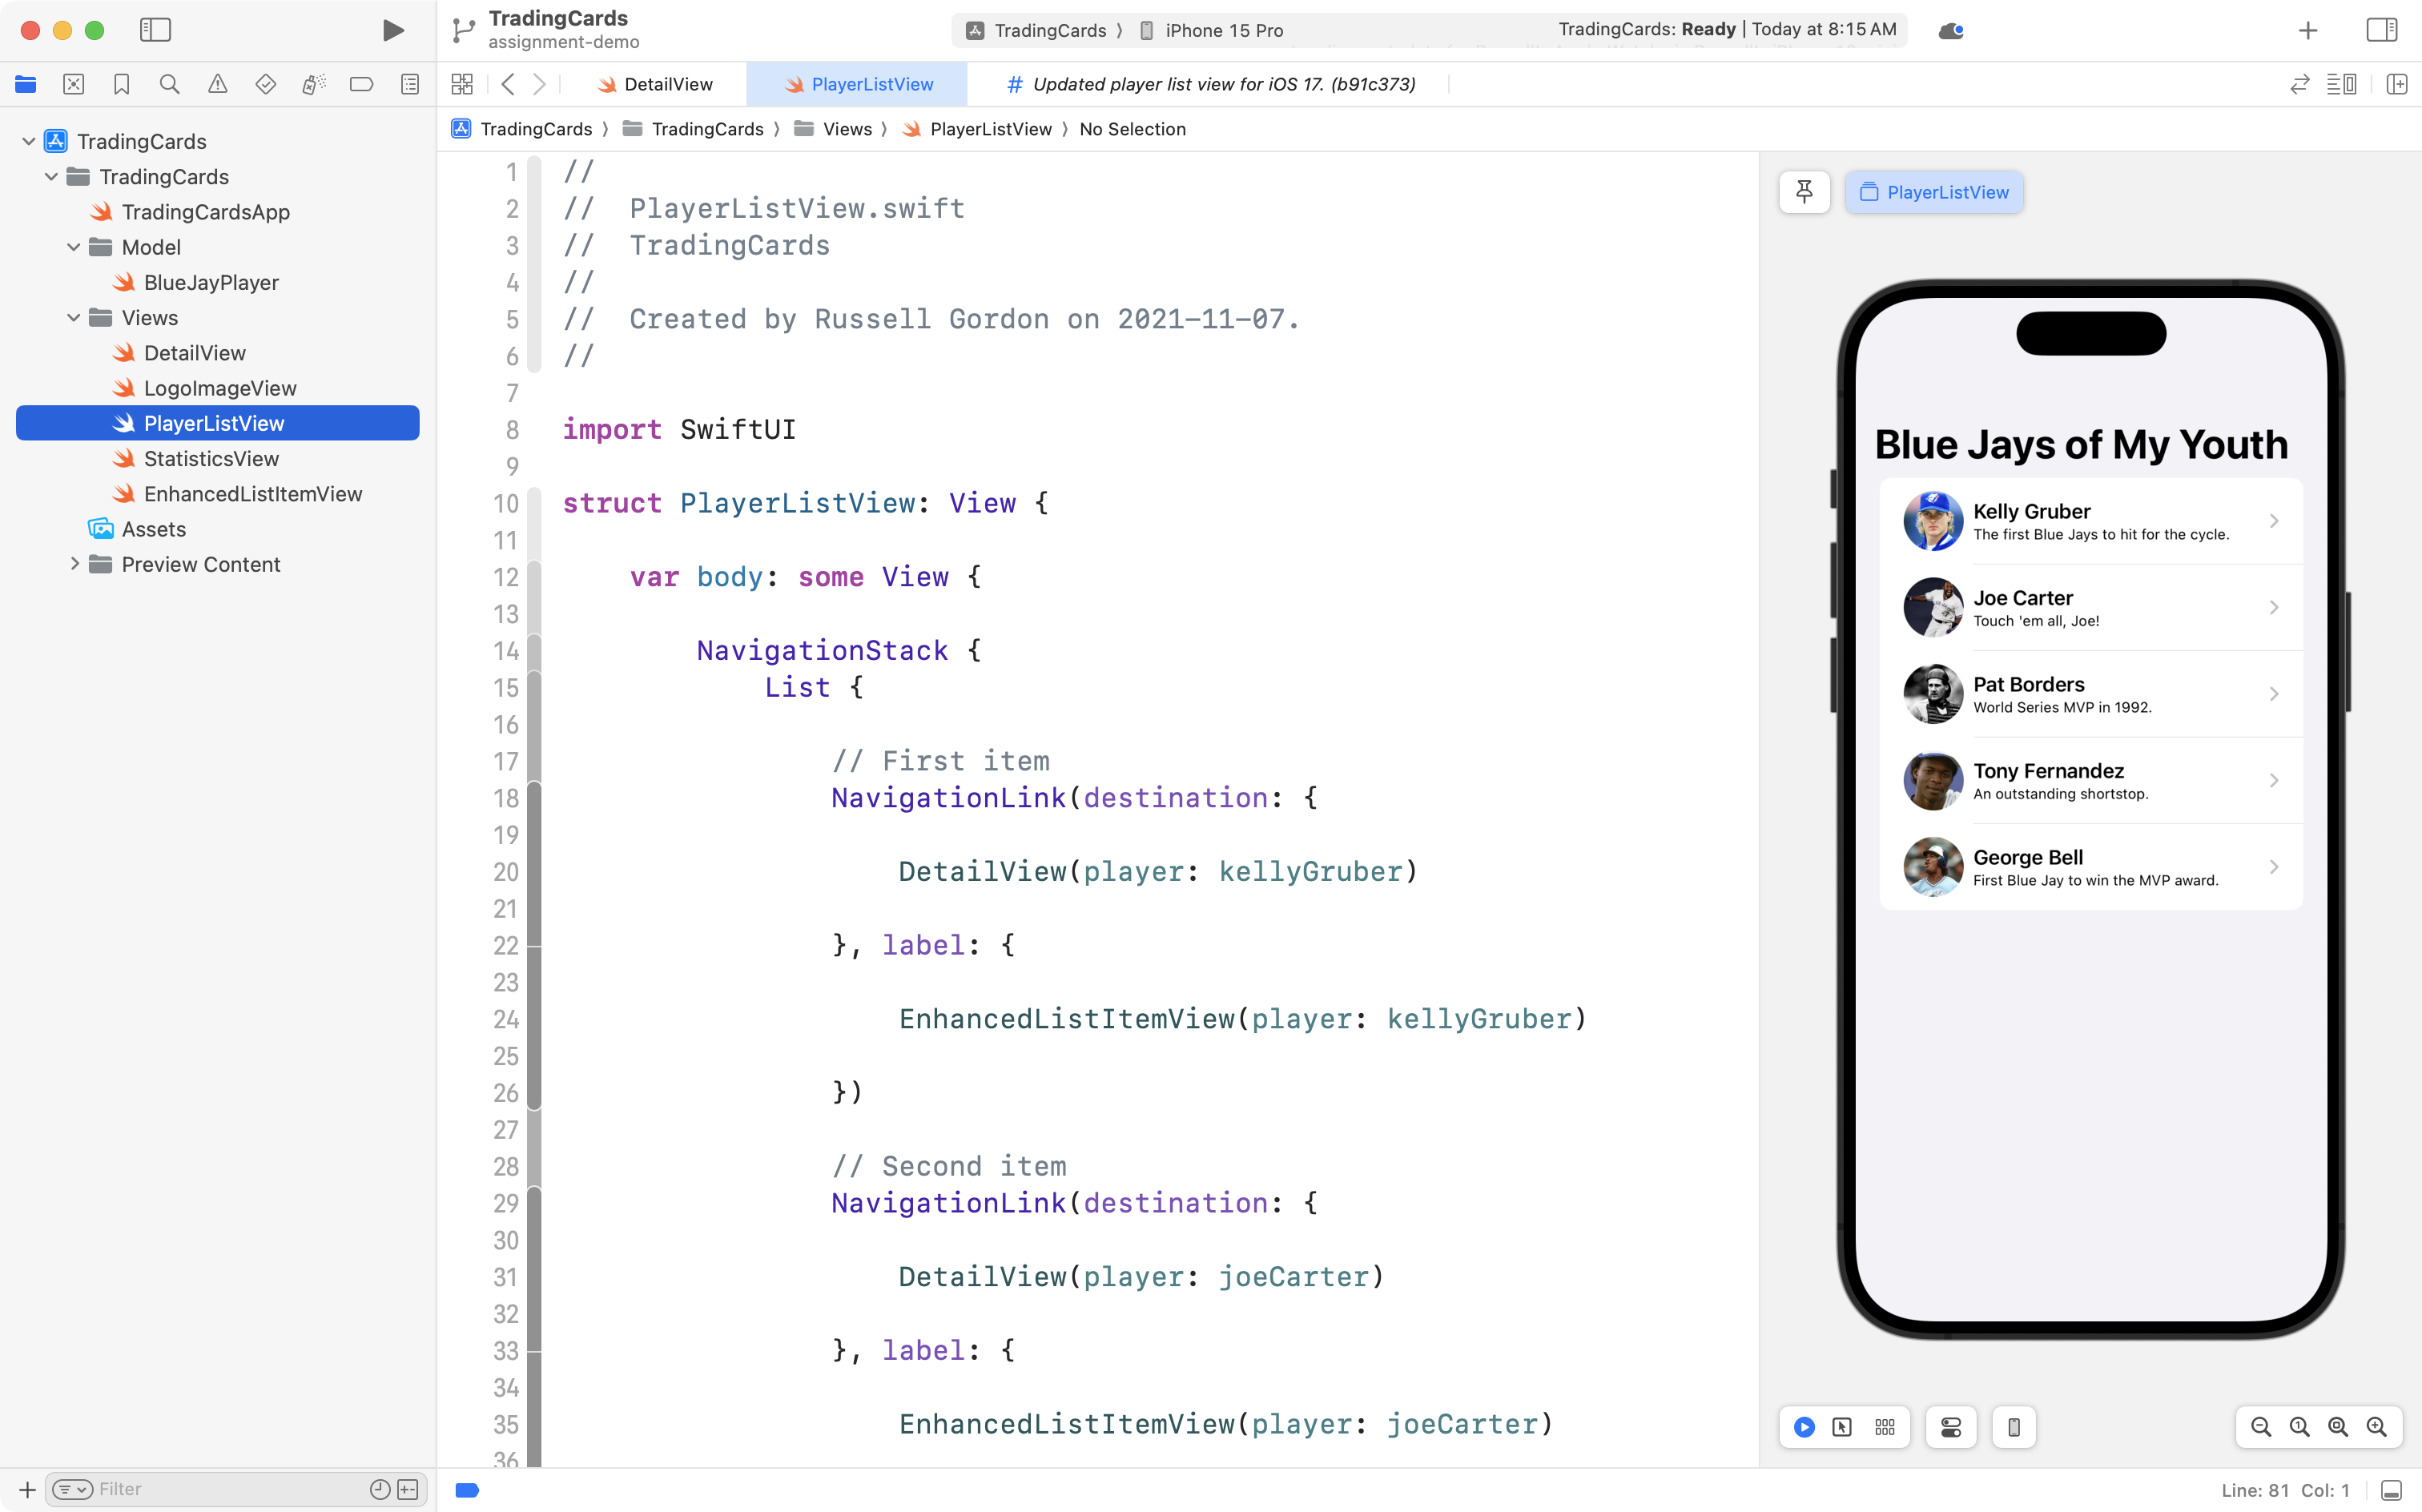 TradingCards
assignment-demo
TradingCards 〉 iPhone 15 Pro
TradingCards: Ready | Today at 8:15 AM
DetailView
PlayerListView
# Updated player list view for iOS 17. (b91c373)
TradingCards 〉 TradingCards 〉 Views 〉 PlayerListView 〉 No Selection
TradingCards
TradingCards
TradingCardsApp
Model
BlueJayPlayer
Views
DetailView
LogoImageView
PlayerListView
StatisticsView
EnhancedListItemView
Assets
Preview Content
Filter
1 //
2 //  PlayerListView.swift
3 //  TradingCards
4 //
5 //  Created by Russell Gordon on 2021-11-07.
6 //
7
8 import SwiftUI
9
10 struct PlayerListView: View {
11
12     var body: some View {
13
14         NavigationStack {
15             List {
16
17                 // First item
18                 NavigationLink(destination: {
19
20                     DetailView(player: kellyGruber)
21
22                 }, label: {
23
24                     EnhancedListItemView(player: kellyGruber)
25
26                 })
27
28                 // Second item
29                 NavigationLink(destination: {
30
31                     DetailView(player: joeCarter)
32
33                 }, label: {
34
35                     EnhancedListItemView(player: joeCarter)
36
PlayerListView
Blue Jays of My Youth
Kelly Gruber
The first Blue Jays to hit for the cycle.
Joe Carter
Touch 'em all, Joe!
Pat Borders
World Series MVP in 1992.
Tony Fernandez
An outstanding shortstop.
George Bell
First Blue Jay to win the MVP award.
Line: 81 Col: 1